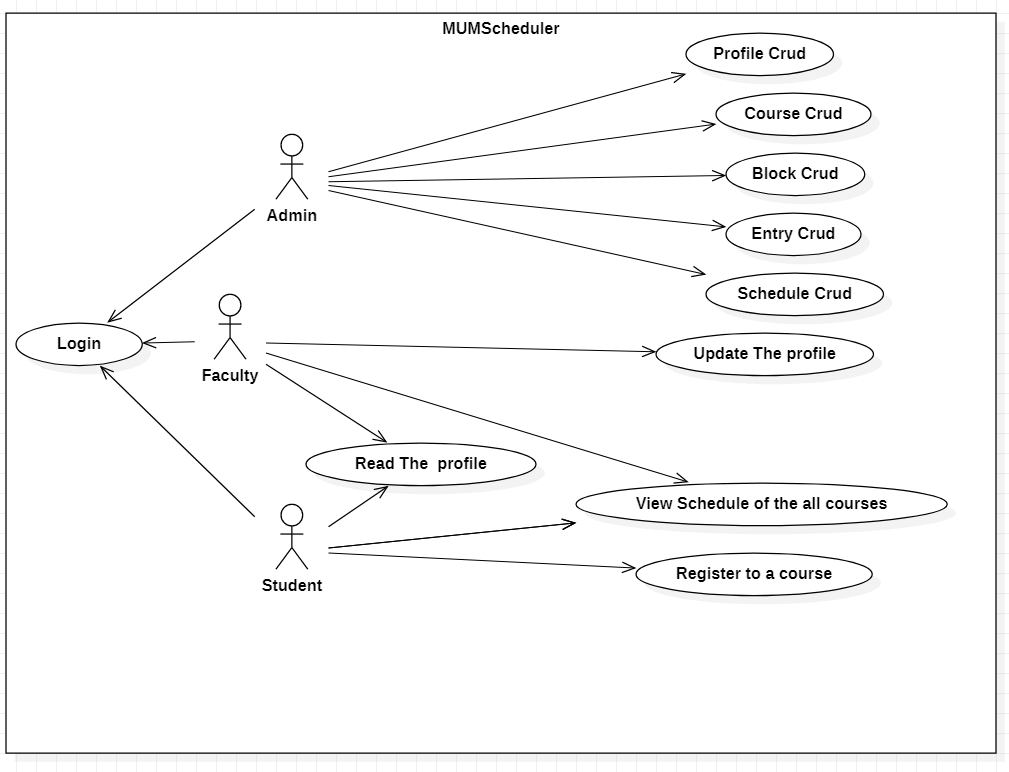 MUMScheduler
Profile Crud
Course Crud
Block Crud
Admin
Entry Crud
Schedule Crud
Login
Update The profile
Faculty
Read The  profile
View Schedule of the all courses
Register to a course
Student